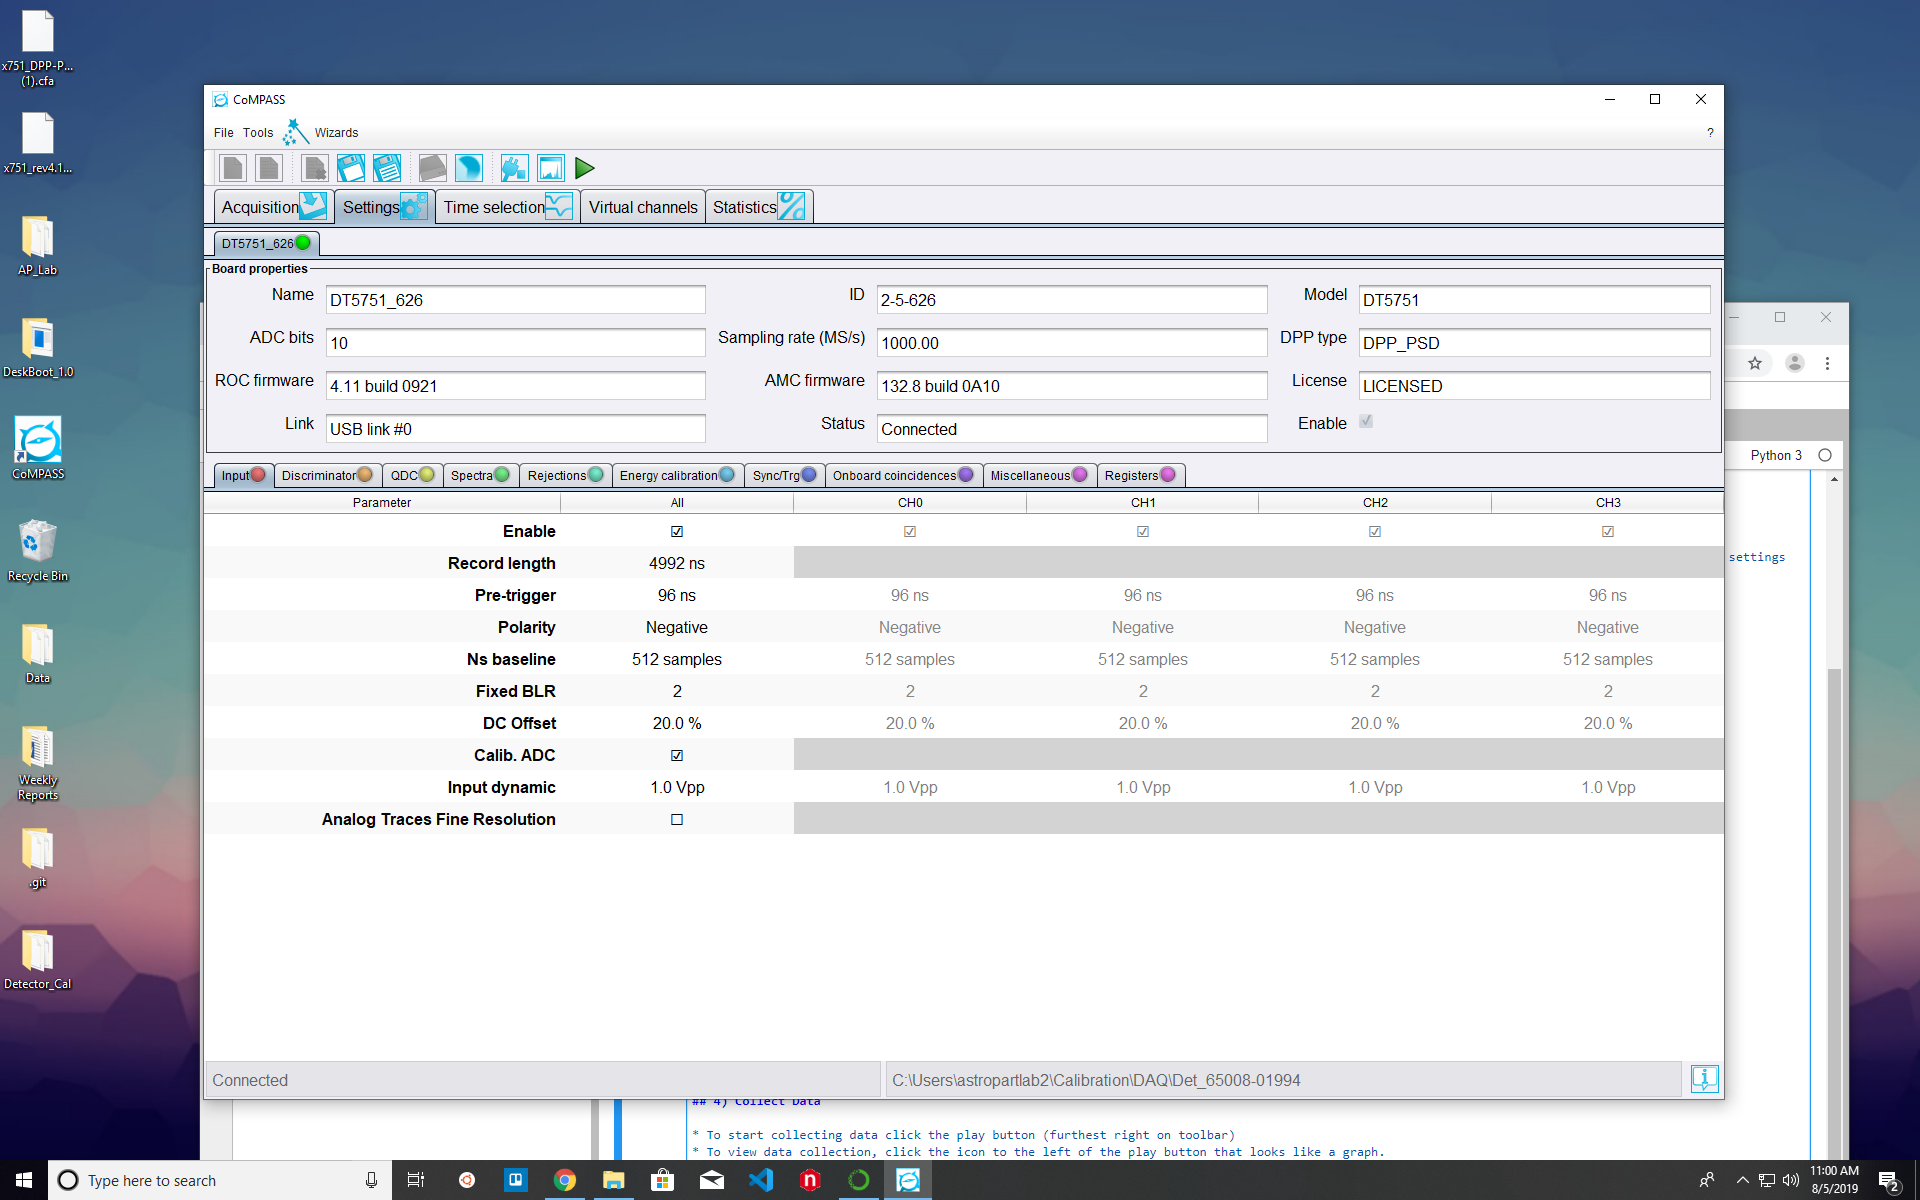 x751_DPP-P...
(1).cfa
x751_rev4.1...
AP_Lab
DeskBoot_1.0
CoMPASS
Recycle Bin
Data
Weekly
Reports
.git
Detector_Cal
CoMPASS
File Tools Wizards ?
Acquisition Settings Time selection Virtual channels Statistics
DT5751_626
Board properties
Name DT5751_626 ID 2-5-626 Model DT5751
ADC bits 10 Sampling rate (MS/s) 1000.00 DPP type DPP_PSD
ROC firmware 4.11 build 0921 AMC firmware 132.8 build 0A10 License LICENSED
Link USB link #0 Status Connected Enable
Input Discriminator QDC Spectra Rejections Energy calibration Sync/Trg Onboard coincidences Miscellaneous Registers
Parameter All CH0 CH1 CH2 CH3
Enable
Record length 4992 ns
Pre-trigger 96 ns 96 ns 96 ns 96 ns 96 ns
Polarity Negative Negative Negative Negative Negative
Ns baseline 512 samples 512 samples 512 samples 512 samples 512 samples
Fixed BLR 2 2 2 2 2
DC Offset 20.0 % 20.0 % 20.0 % 20.0 % 20.0 %
Calib. ADC
Input dynamic 1.0 Vpp 1.0 Vpp 1.0 Vpp 1.0 Vpp 1.0 Vpp
Analog Traces Fine Resolution
Connected C:\Users\astropartlab2\Calibration\DAQ\Det_65008-01994
Python 3
settings
## 4) Collect Data
* To start collecting data click the play button (furthest right on toolbar)
* To view data collection, click the icon to the left of the play button that looks like a graph.
Type here to search
11:00 AM
8/5/2019
2